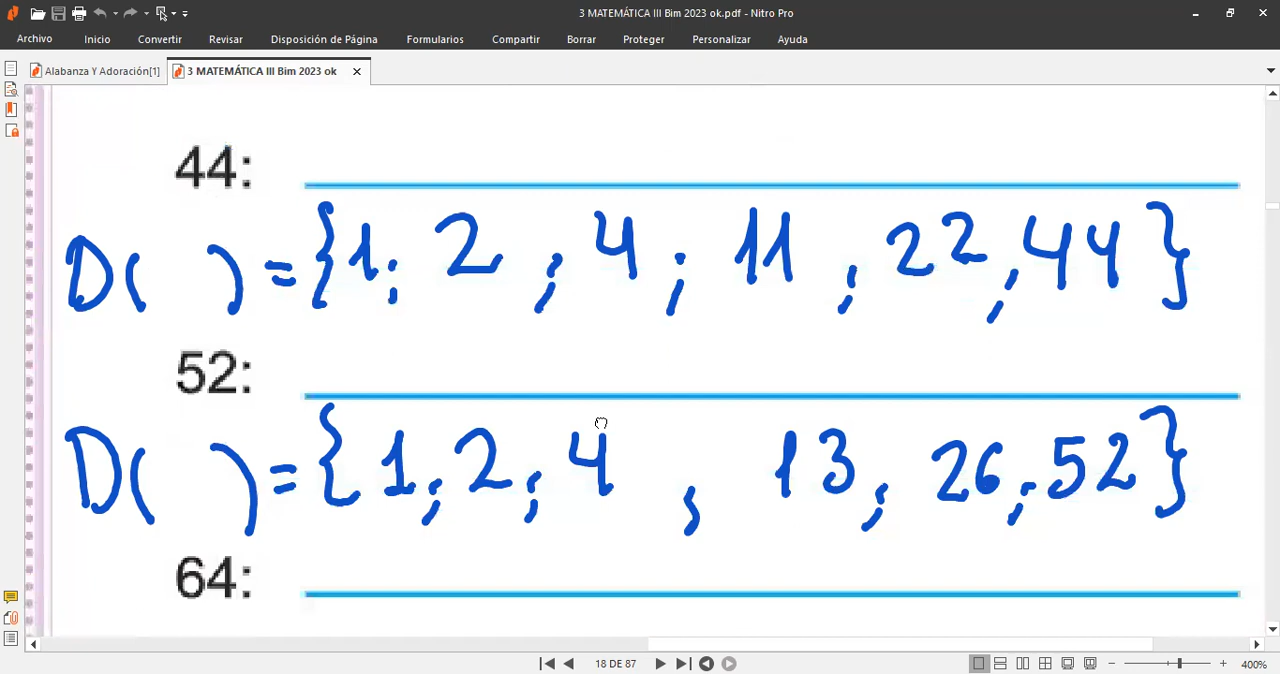 3 MATEMÁTICA III Bim 2023 ok.pdf - Nitro Pro
Archivo Inicio Convertir Revisar Disposición de Página Formularios Compartir Borrar Proteger Personalizar Ayuda
Alabanza Y Adoración[1] 3 MATEMÁTICA III Bim 2023 ok
44:
D( ) = {1; 2 ; 4 ; 11 ; 22 ; 44 }
52:
D( ) = { 1 ; 2 ; 4 ; 13 ; 26 ; 52 }
64:
18 DE 87
400%